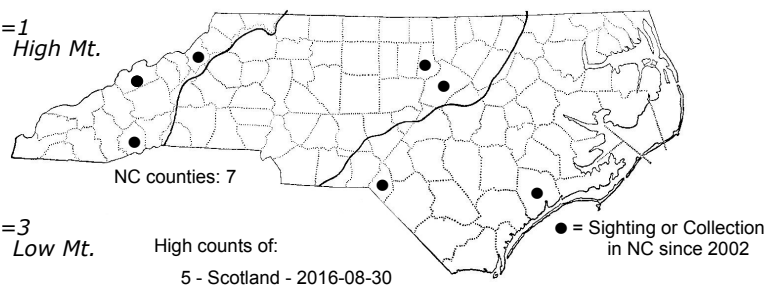 =1
High Mt.
NC counties: 7
=3
Low Mt.
High counts of:
5 - Scotland - 2016-08-30
● = Sighting or Collection
in NC since 2002